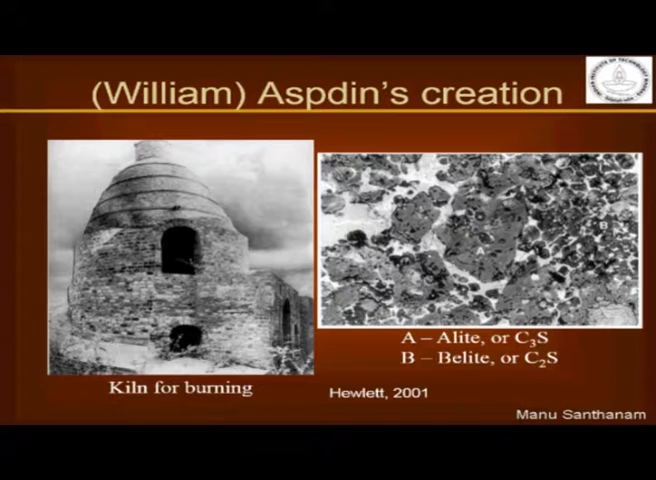 (William) Aspdin's creation
A
B
A – Alite, or C₃S
B – Belite, or C₂S
Kiln for burning
Hewlett, 2001
Manu Santhanam